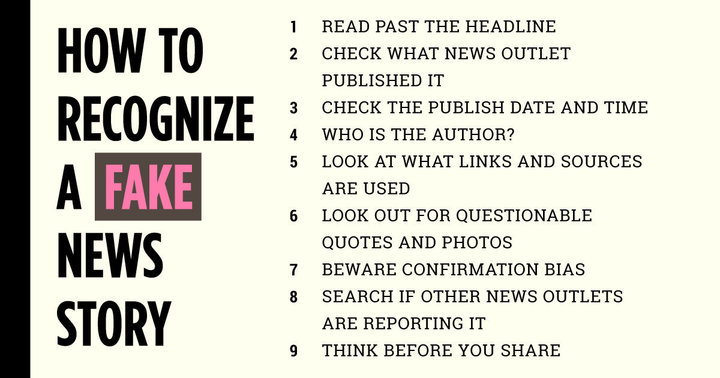 HOW TO
RECOGNIZE
A FAKE
NEWS
STORY
1 READ PAST THE HEADLINE
2 CHECK WHAT NEWS OUTLET
PUBLISHED IT
3 CHECK THE PUBLISH DATE AND TIME
4 WHO IS THE AUTHOR?
5 LOOK AT WHAT LINKS AND SOURCES
ARE USED
6 LOOK OUT FOR QUESTIONABLE
QUOTES AND PHOTOS
7 BEWARE CONFIRMATION BIAS
8 SEARCH IF OTHER NEWS OUTLETS
ARE REPORTING IT
9 THINK BEFORE YOU SHARE